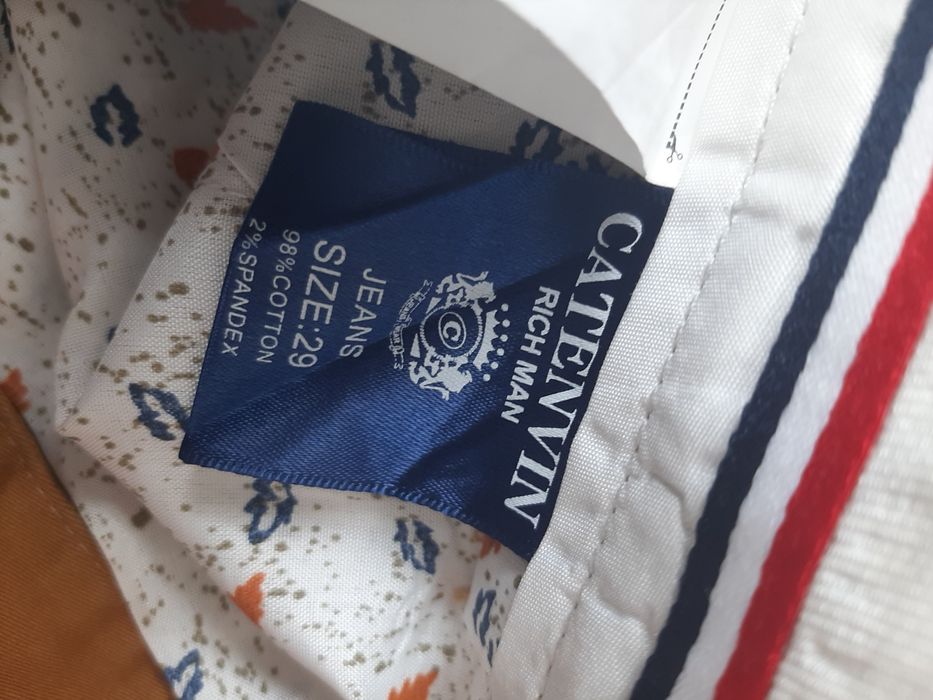 CATENVIN
RICH MAN
C
JEANS
SIZE:29
98%COTTON
2%SPANDEX